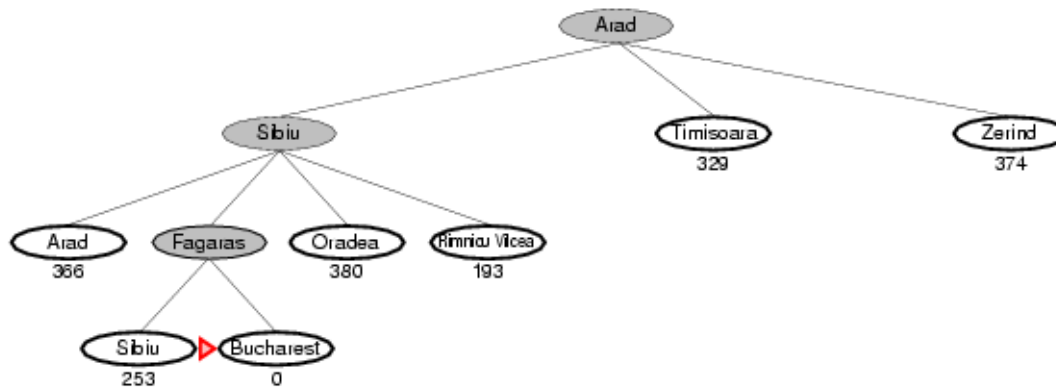 Arad
Sibiu
Timisoara
329
Zerind
374
Arad
366
Fagaras
Oradea
380
Rimnicu Vilcea
193
Sibiu
253
Bucharest
0